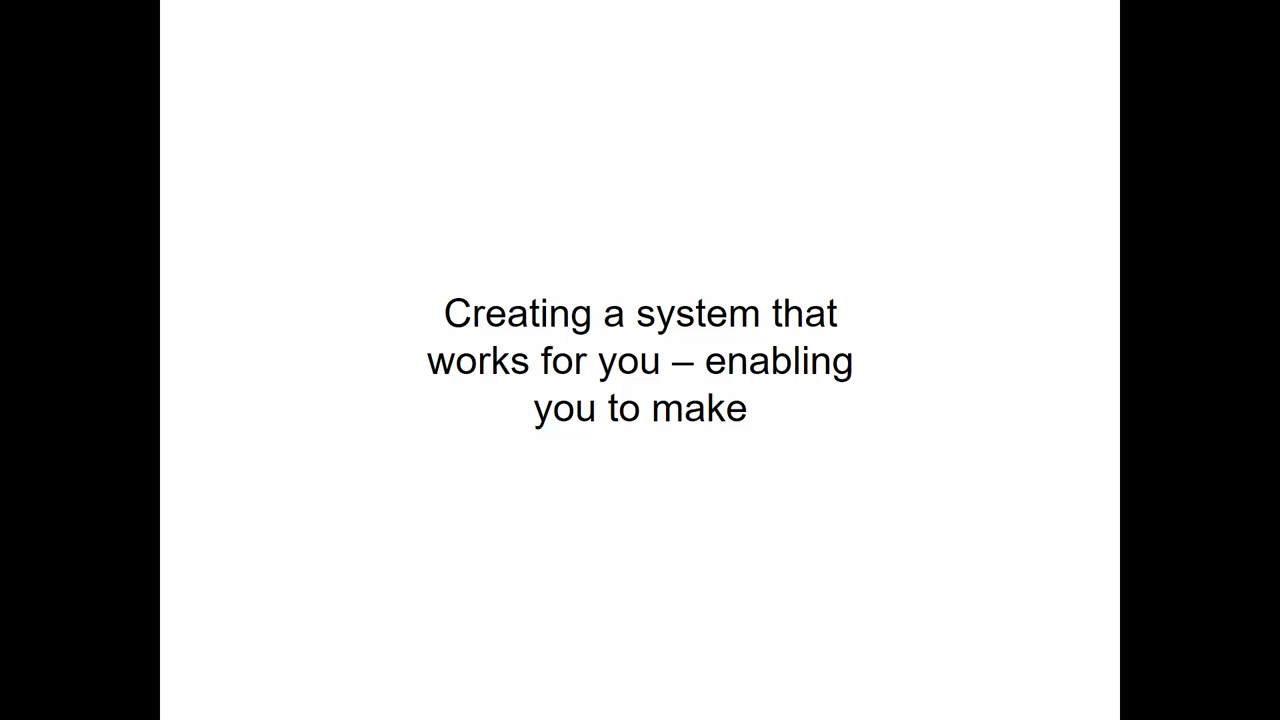 Creating a system that
works for you – enabling
you to make